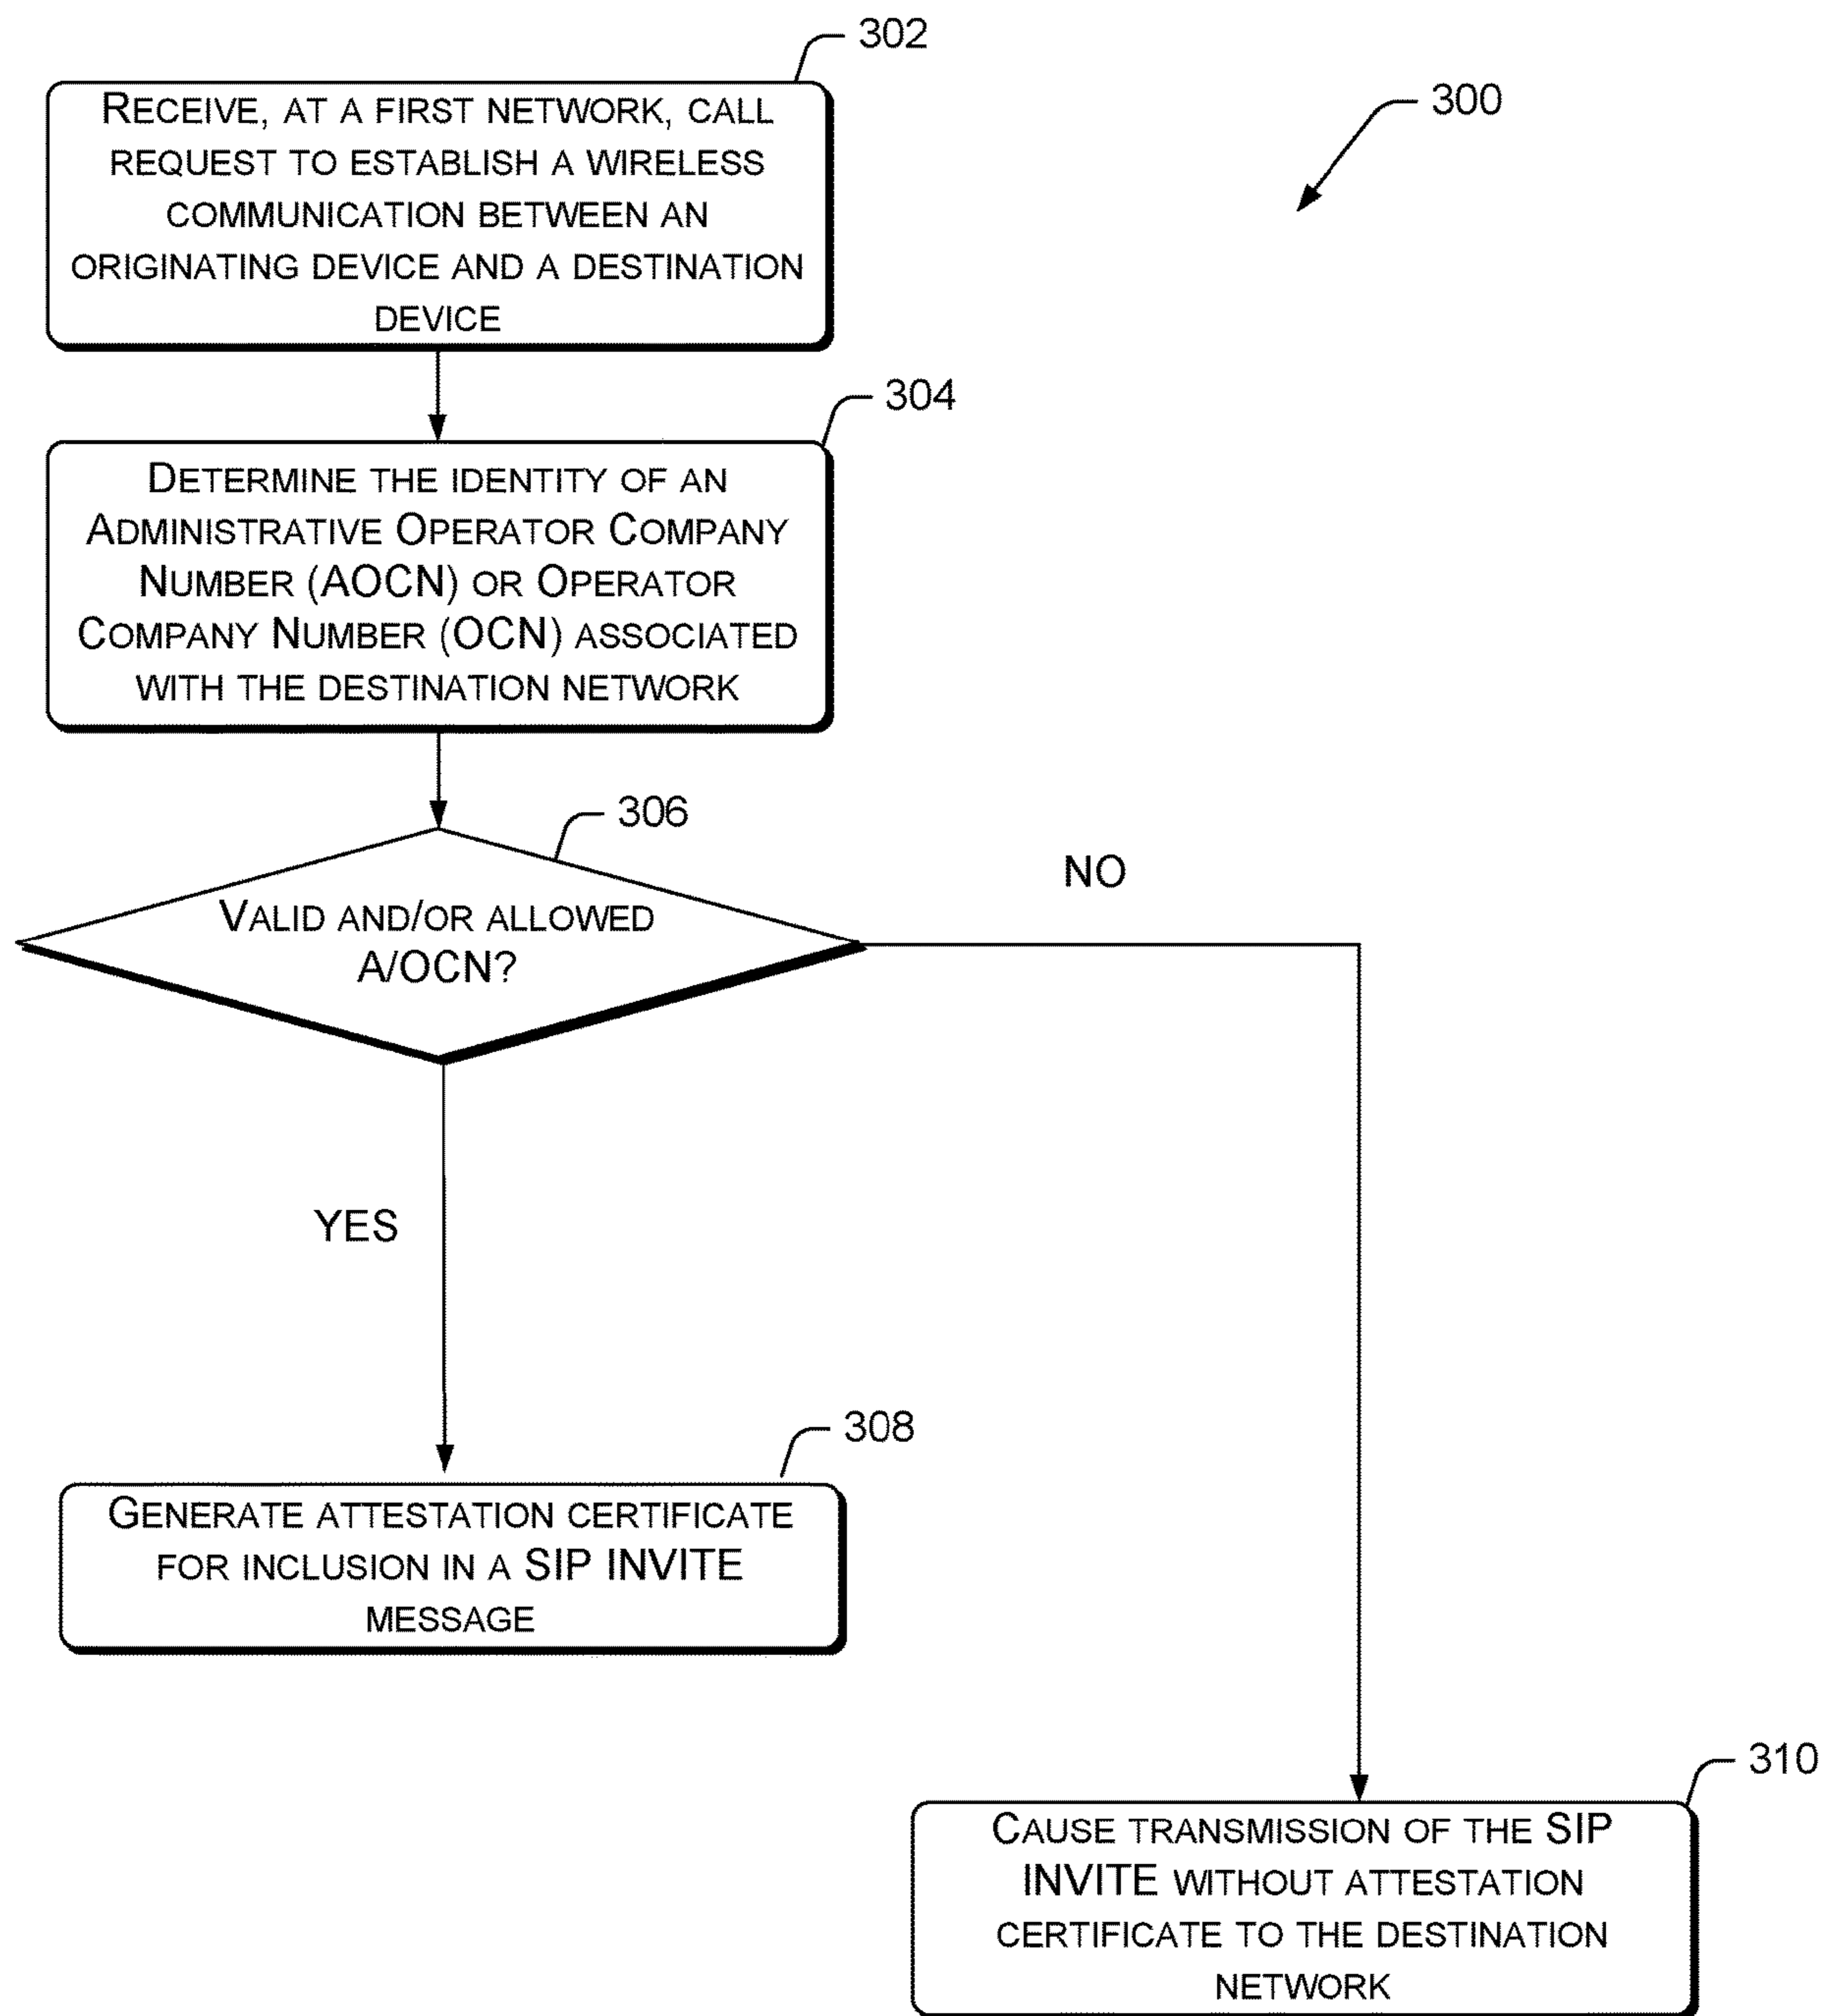 302
300
RECEIVE, AT A FIRST NETWORK, CALL
REQUEST TO ESTABLISH A WIRELESS
COMMUNICATION BETWEEN AN
ORIGINATING DEVICE AND A DESTINATION
DEVICE
304
DETERMINE THE IDENTITY OF AN
ADMINISTRATIVE OPERATOR COMPANY
NUMBER (AOCN) OR OPERATOR
COMPANY NUMBER (OCN) ASSOCIATED
WITH THE DESTINATION NETWORK
306
NO
VALID AND/OR ALLOWED
A/OCN?
YES
308
GENERATE ATTESTATION CERTIFICATE
FOR INCLUSION IN A SIP INVITE
MESSAGE
310
CAUSE TRANSMISSION OF THE SIP
INVITE WITHOUT ATTESTATION
CERTIFICATE TO THE DESTINATION
NETWORK